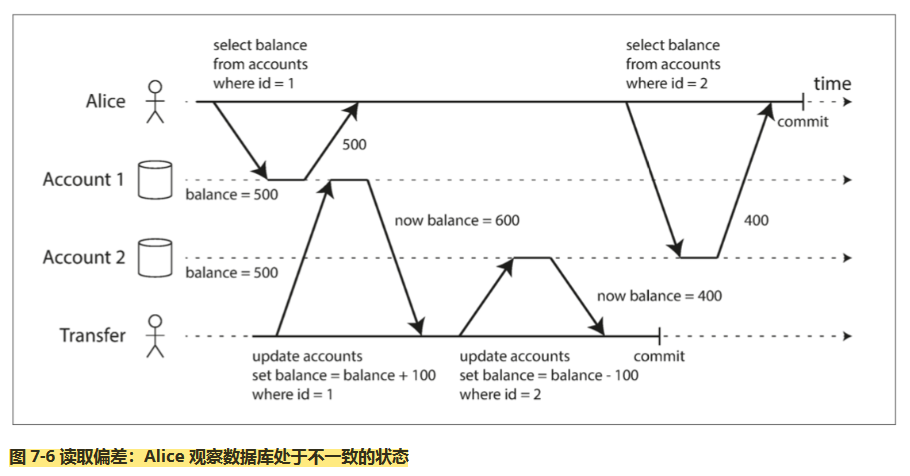 select balance
from accounts
where id = 1
select balance
from accounts
where id = 2
time
Alice
commit
500
Account 1
balance = 500
now balance = 600
400
Account 2
balance = 500
now balance = 400
Transfer
update accounts
set balance = balance + 100
where id = 1
update accounts
set balance = balance - 100
where id = 2
commit
图 7-6 读取偏差：Alice 观察数据库处于不一致的状态